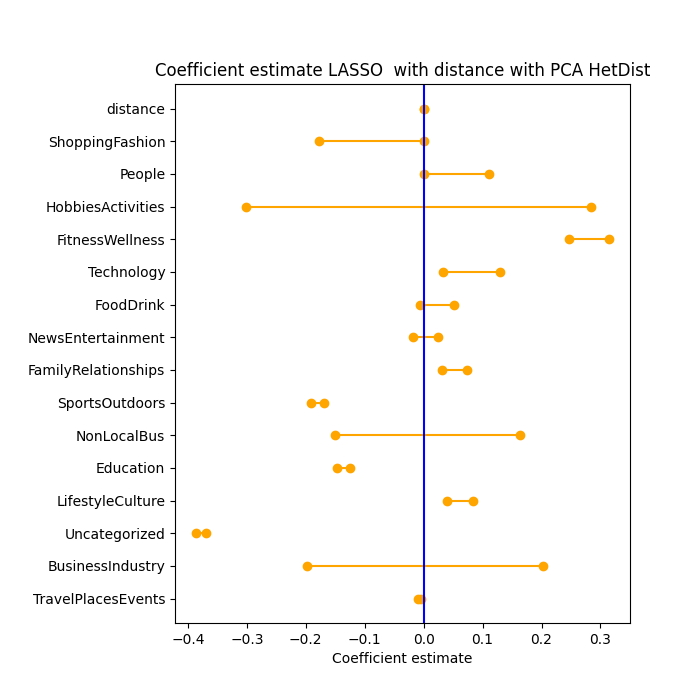 Coefficient estimate LASSO  with distance with PCA HetDist
distance
ShoppingFashion
People
HobbiesActivities
FitnessWellness
Technology
FoodDrink
NewsEntertainment
FamilyRelationships
SportsOutdoors
NonLocalBus
Education
LifestyleCulture
Uncategorized
BusinessIndustry
TravelPlacesEvents
−0.4 −0.3 −0.2 −0.1 0.0 0.1 0.2 0.3
Coefficient estimate